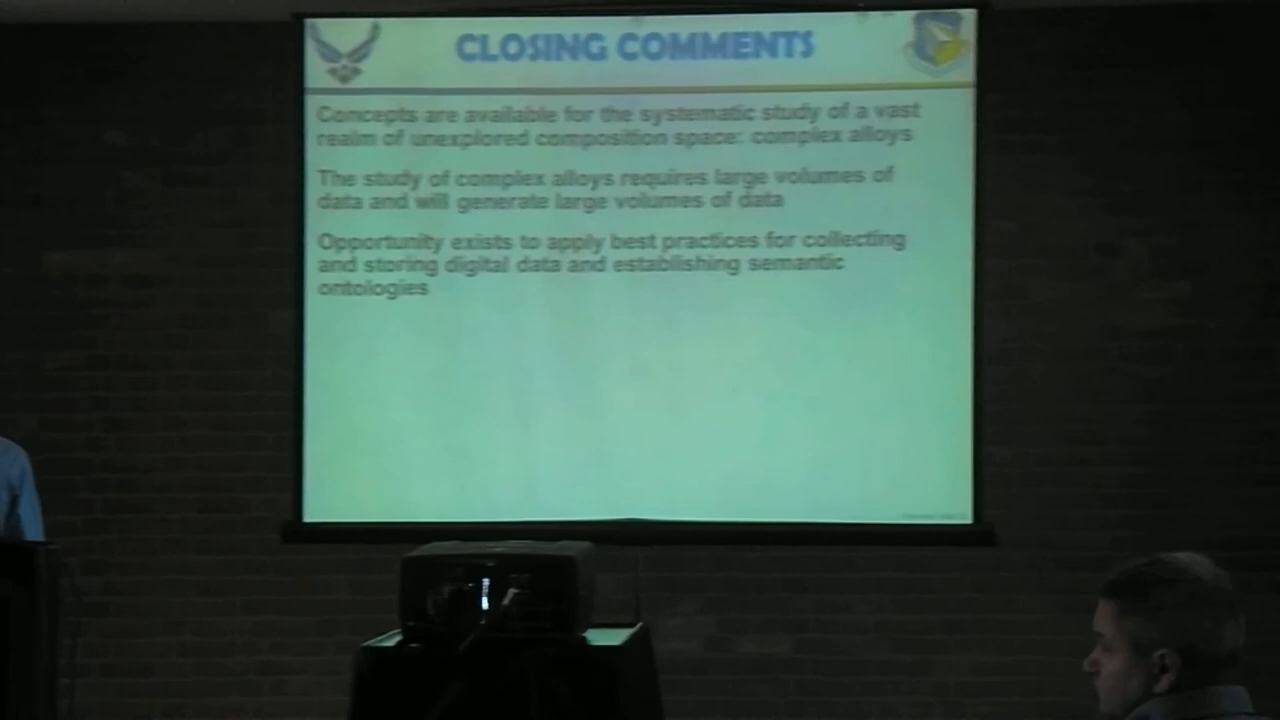 CLOSING COMMENTS
Concepts are available for the systematic study of a vast
realm of unexplored composition space: complex alloys
The study of complex alloys requires large volumes of
data and will generate large volumes of data
Opportunity exists to apply best practices for collecting
and storing digital data and establishing semantic
ontologies